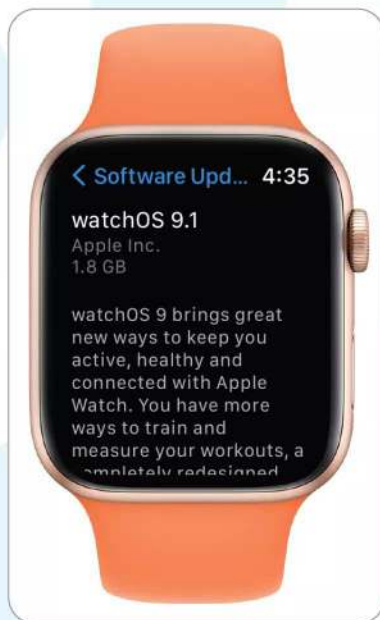 < Software Upd... 4:35
watchOS 9.1
Apple Inc.
1.8 GB
watchOS 9 brings great
new ways to keep you
active, healthy and
connected with Apple
Watch. You have more
ways to train and
measure your workouts, a
completely redesigned